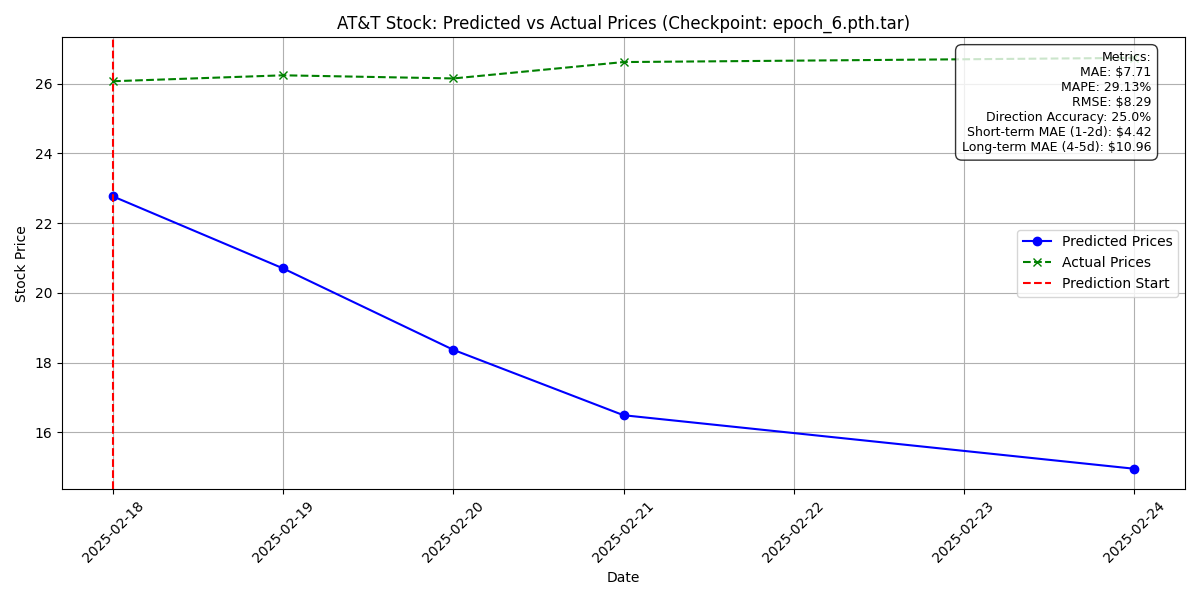 AT&T Stock: Predicted vs Actual Prices (Checkpoint: epoch_6.pth.tar)
Metrics:
MAE: $7.71
MAPE: 29.13%
RMSE: $8.29
Direction Accuracy: 25.0%
Short-term MAE (1-2d): $4.42
Long-term MAE (4-5d): $10.96
Predicted Prices
Actual Prices
Prediction Start
Stock Price
26
24
22
20
18
16
2025-02-18
2025-02-19
2025-02-20
2025-02-21
2025-02-22
2025-02-23
2025-02-24
Date